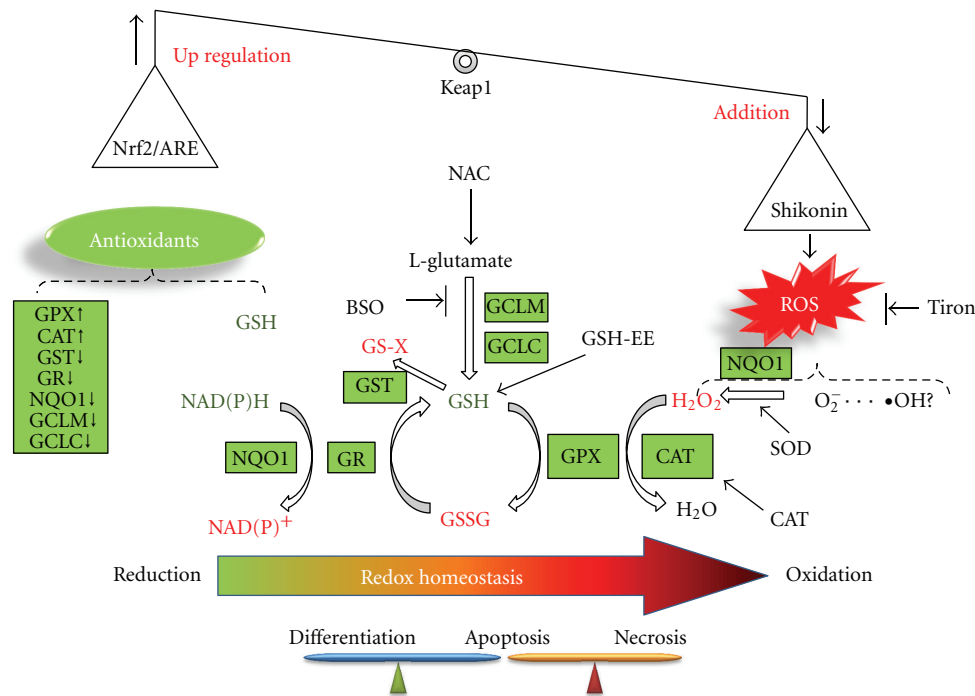 Up regulation
Keap1
Addition
Nrf2/ARE
Shikonin
NAC
Antioxidants
L-glutamate
ROS
Tiron
GPX↑
CAT↑
GST↓
GR↓
NQO1↓
GCLM↓
GCLC↓
GSH
BSO
GCLM
GCLC
GSH-EE
GS-X
GST
NQO1
NAD(P)H
GSH
H₂O₂
O₂⁻ · · · •OH?
SOD
NQO1
GR
GPX
CAT
NAD(P)⁺
GSSG
H₂O
CAT
Reduction
Redox homeostasis
Oxidation
Differentiation
Apoptosis
Necrosis